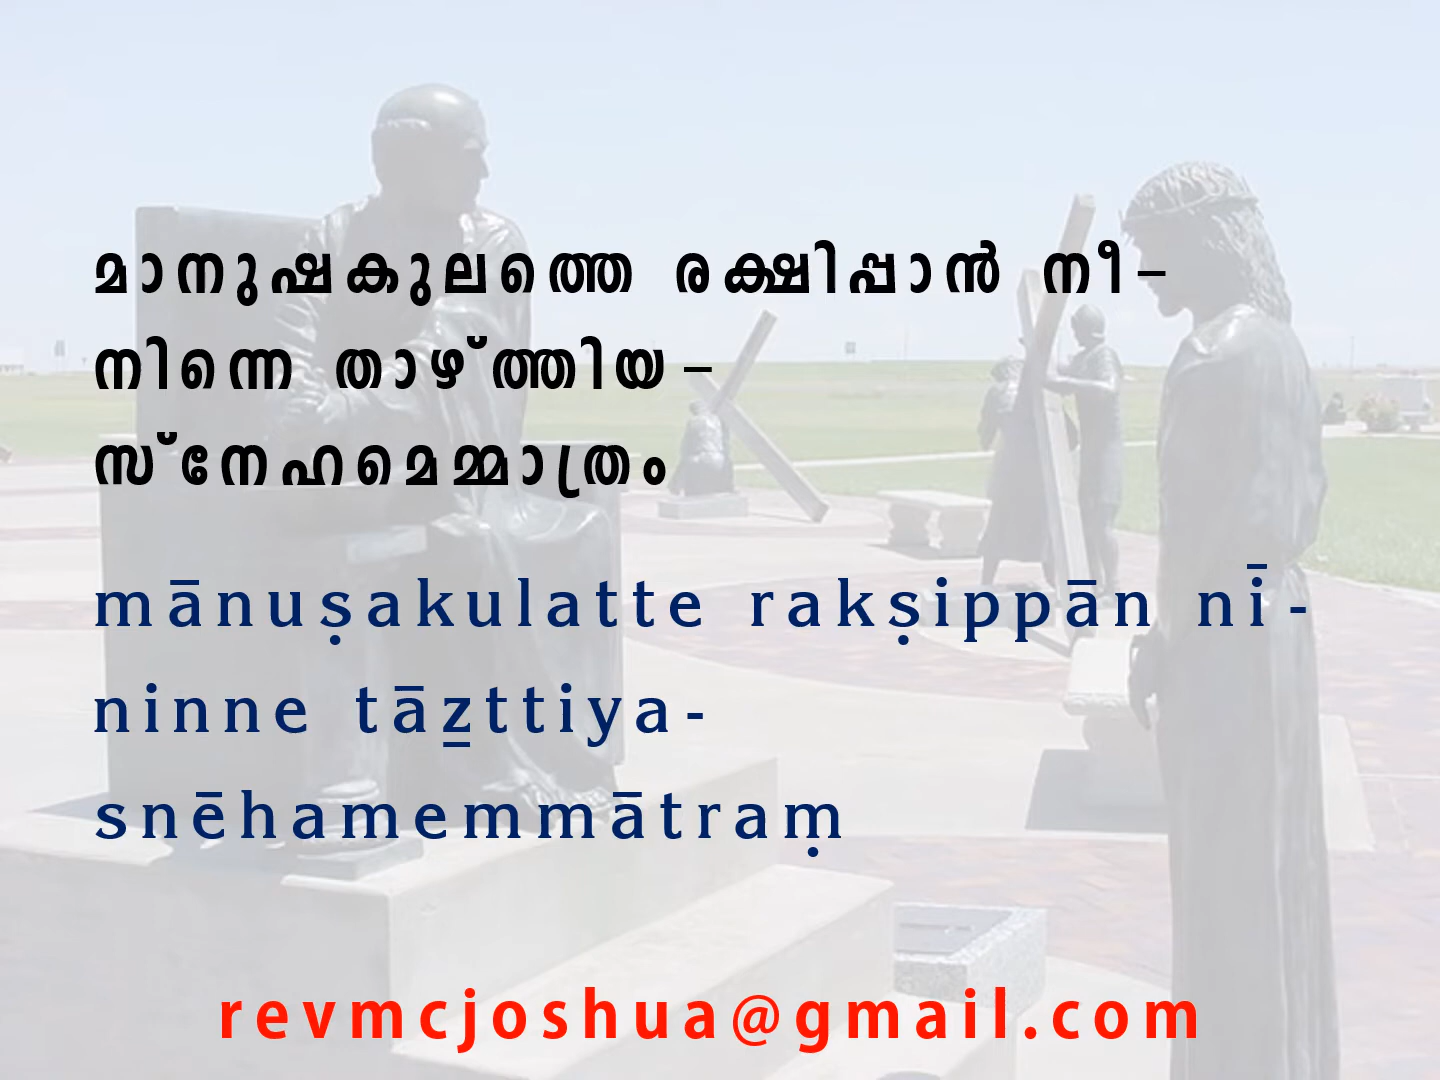 മാനുഷകുലത്തെ രക്ഷിപ്പാൻ നീ–
നിന്നെ താഴ്ത്തിയ–
സ്നേഹമെമ്മാത്രം
mānuṣakulatte rakṣippān nī-
ninne tāẕttiya-
snēhamemmātraṃ
revmcjoshua@gmail.com